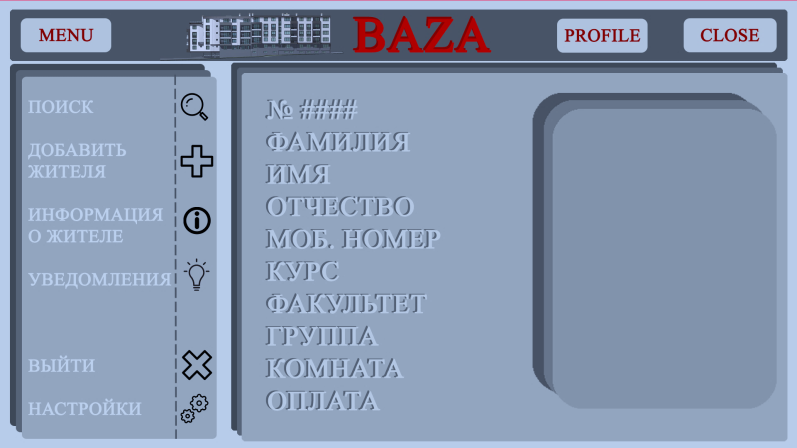 MENU
BAZA
PROFILE
CLOSE
ПОИСК
ДОБАВИТЬ
ЖИТЕЛЯ
ИНФОРМАЦИЯ
О ЖИТЕЛЕ
УВЕДОМЛЕНИЯ
ВЫЙТИ
НАСТРОЙКИ
№ ####
ФАМИЛИЯ
ИМЯ
ОТЧЕСТВО
МОБ. НОМЕР
КУРС
ФАКУЛЬТЕТ
ГРУППА
КОМНАТА
ОПЛАТА